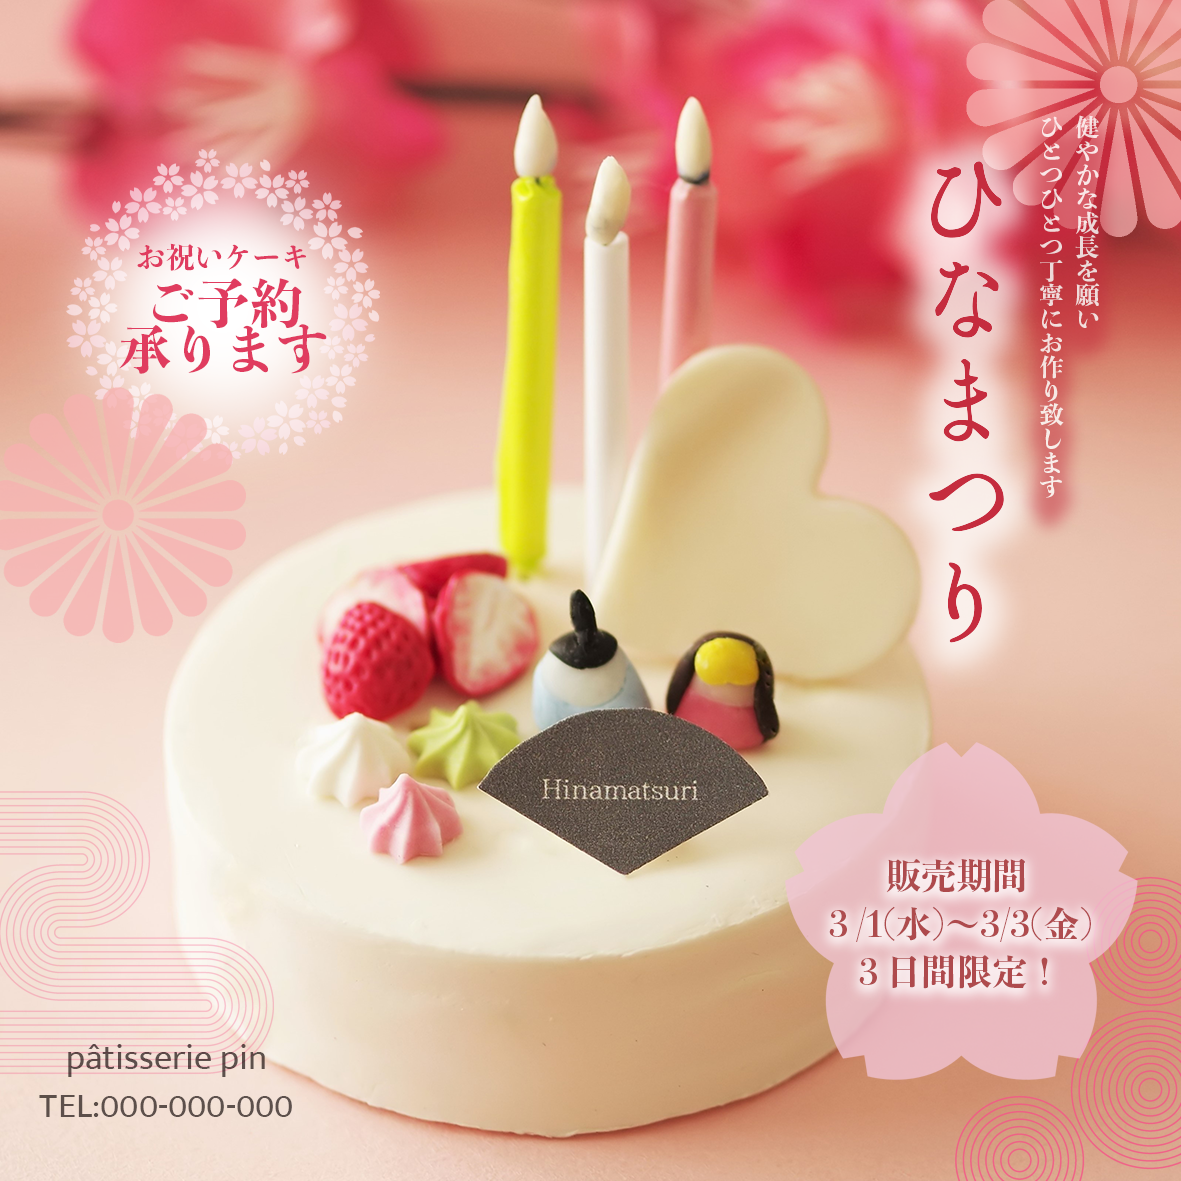 健やかな成長を願い
ひとつひとつ丁寧にお作り致します
ひなまつり
お祝いケーキ
ご予約
承ります
Hinamatsuri
販売期間
3/1(水)〜3/3(金)
3日間限定！
pâtisserie pin
TEL:000-000-000